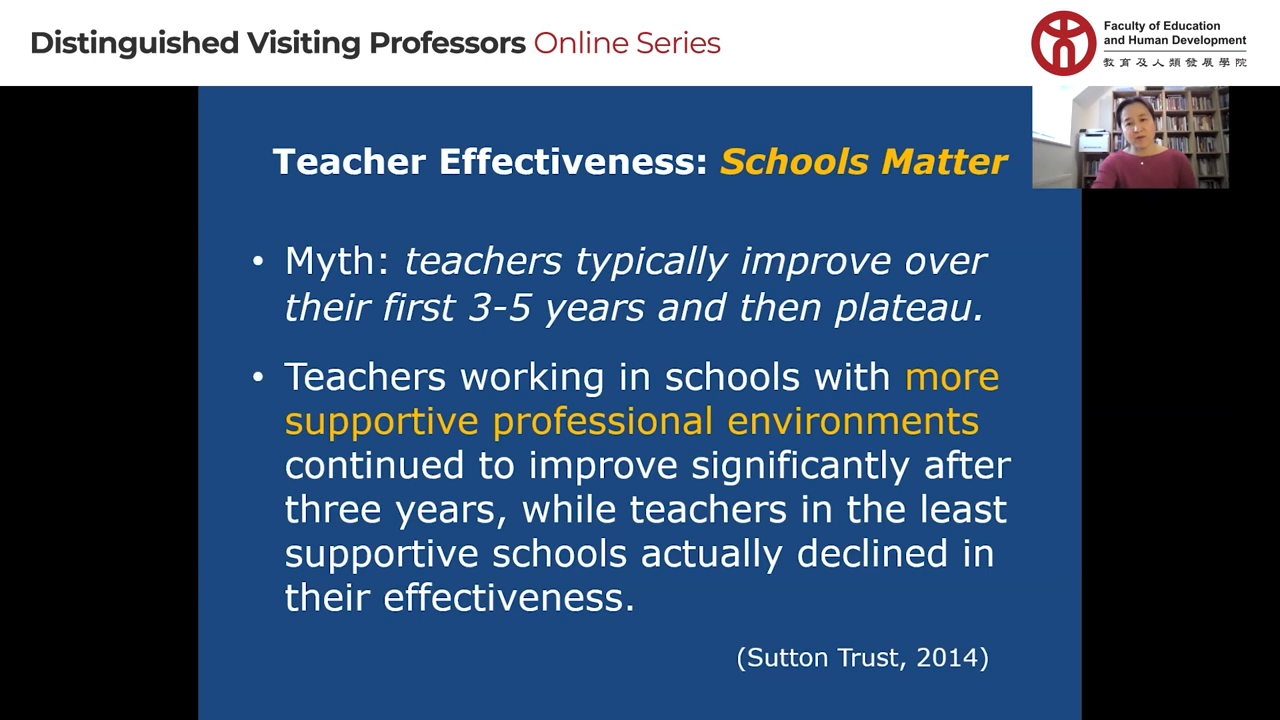 Distinguished Visiting Professors Online Series
Faculty of Education
and Human Development
教育及人類發展學院
Teacher Effectiveness: Schools Matter
• Myth: teachers typically improve over
their first 3-5 years and then plateau.
• Teachers working in schools with more
supportive professional environments
continued to improve significantly after
three years, while teachers in the least
supportive schools actually declined in
their effectiveness.
(Sutton Trust, 2014)